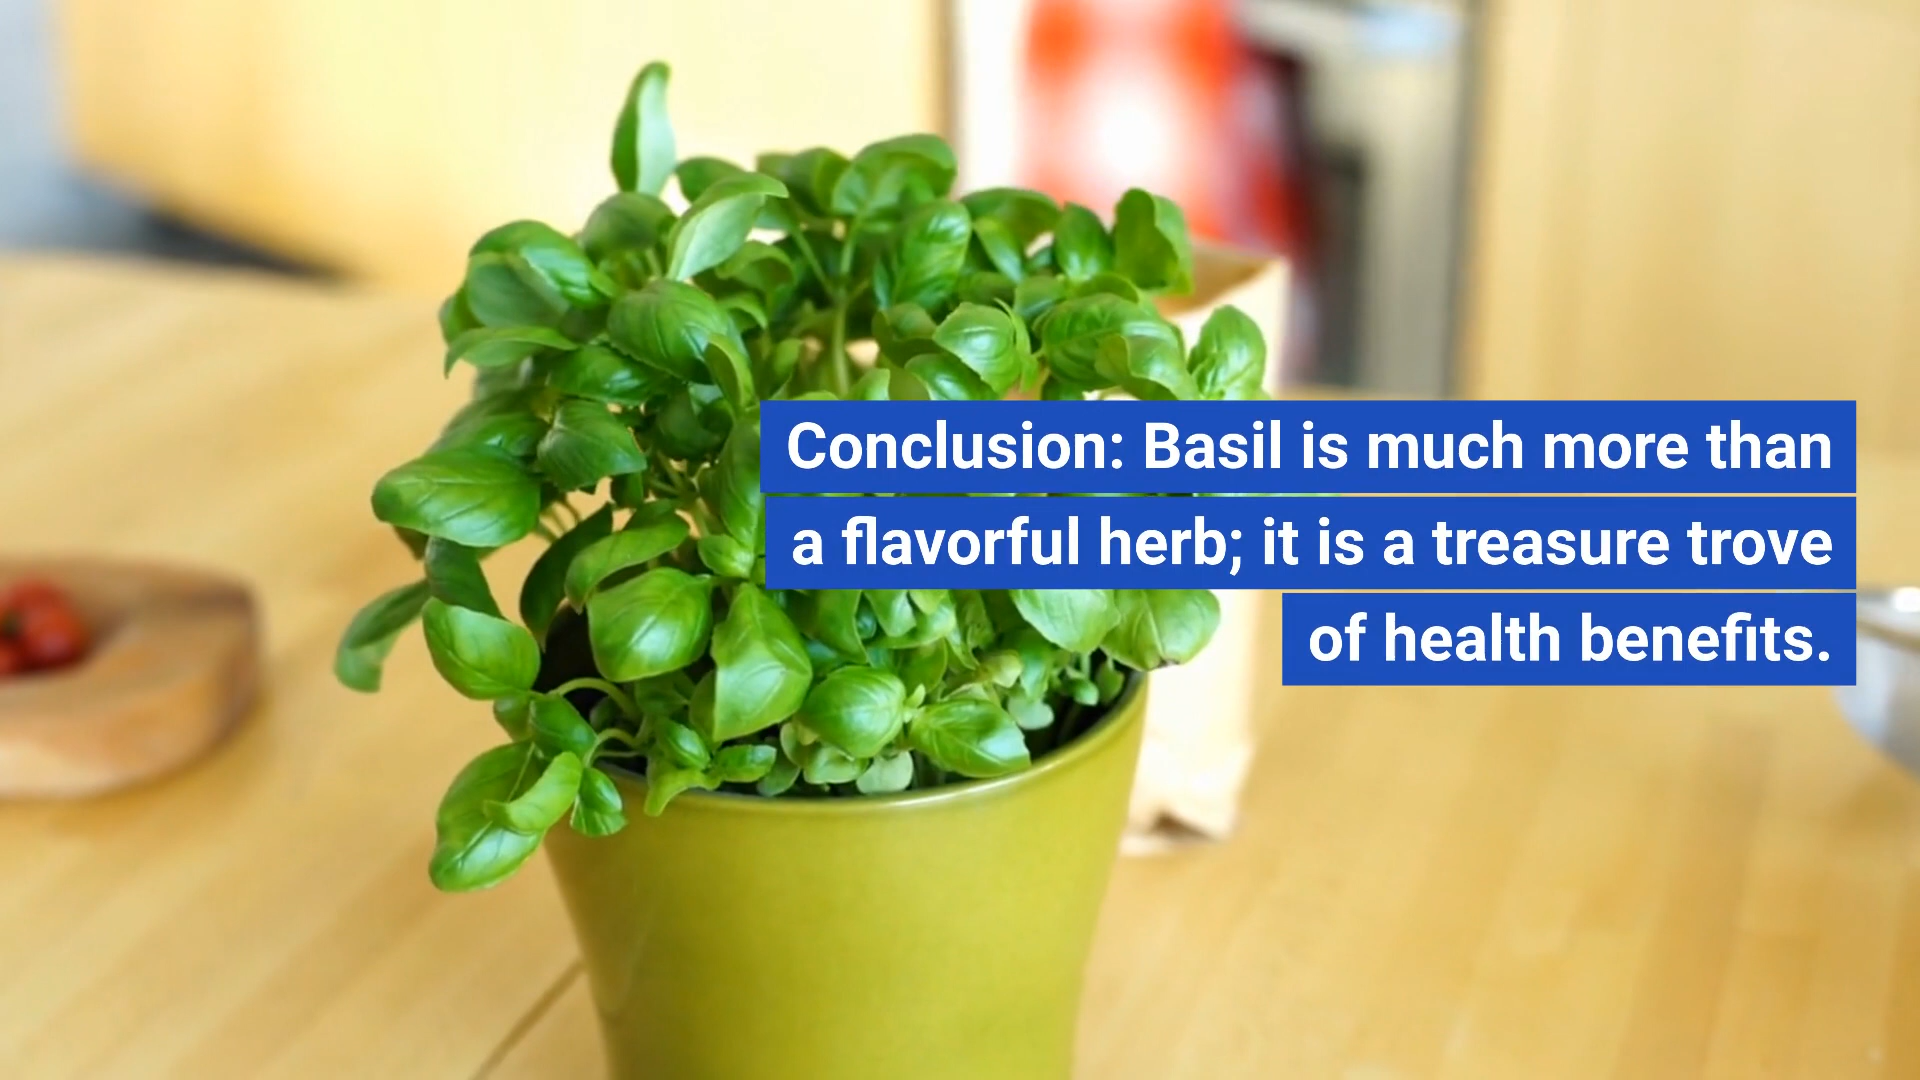 Conclusion: Basil is much more than
a flavorful herb; it is a treasure trove
of health benefits.